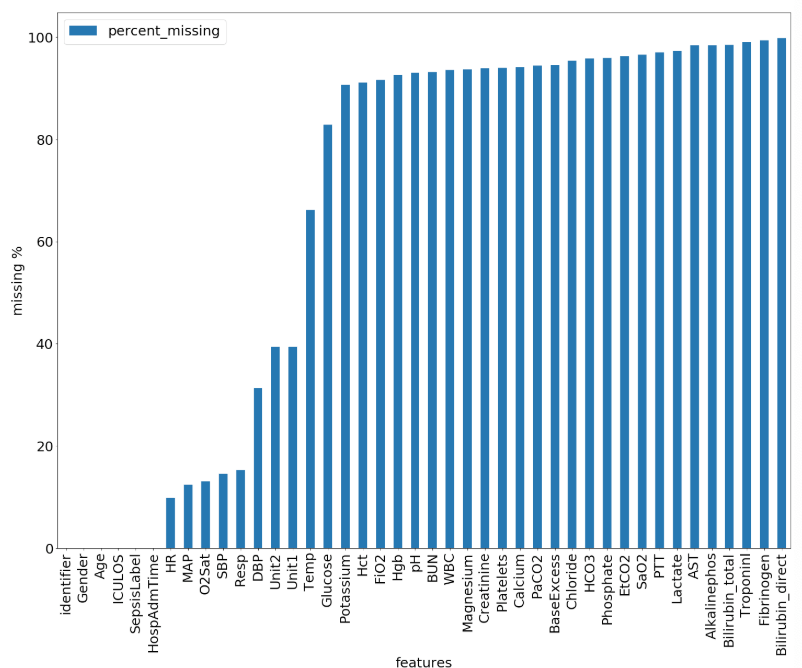 percent_missing
100
80
60
40
20
0
missing %
identifier
Gender
Age
ICULOS
SepsisLabel
HospAdmTime
HR
MAP
O2Sat
SBP
Resp
DBP
Unit2
Unit1
Temp
Glucose
Potassium
Hct
FiO2
Hgb
pH
BUN
WBC
Magnesium
Creatinine
Platelets
Calcium
PaCO2
BaseExcess
Chloride
HCO3
Phosphate
EtCO2
SaO2
PTT
Lactate
AST
Alkalinephos
Bilirubin_total
TroponinI
Fibrinogen
Bilirubin_direct
features